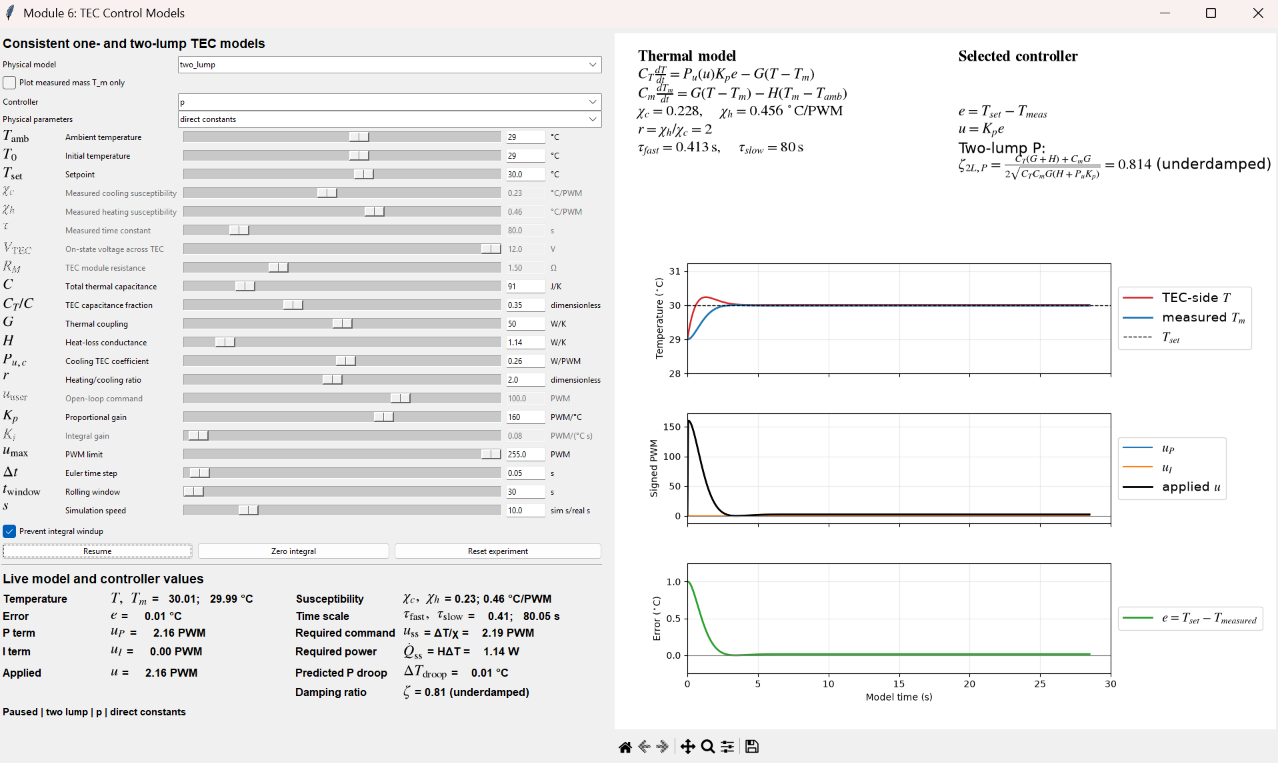 Module 6: TEC Control Models
Consistent one- and two-lump TEC models
Physical model two_lump
Plot measured mass T_m only
Controller p
Physical parameters direct constants
T_amb Ambient temperature 29 °C
T_0 Initial temperature 29 °C
T_set Setpoint 30.0 °C
χ_c Measured cooling susceptibility 0.23 °C/PWM
χ_h Measured heating susceptibility 0.46 °C/PWM
τ Measured time constant 80.0 s
V_TEC On-state voltage across TEC 12.0 V
R_M TEC module resistance 1.50 Ω
C Total thermal capacitance 91 J/K
C_T/C TEC capacitance fraction 0.35 dimensionless
G Thermal coupling 50 W/K
H Heat-loss conductance 1.14 W/K
P_u,c Cooling TEC coefficient 0.26 W/PWM
r Heating/cooling ratio 2.0 dimensionless
u_user Open-loop command 100.0 PWM
K_p Proportional gain 160 PWM/°C
K_i Integral gain 0.08 PWM/(°C s)
u_max PWM limit 255.0 PWM
Δt Euler time step 0.05 s
t_window Rolling window 30 s
s Simulation speed 10.0 sim s/real s
Prevent integral windup
Resume Zero integral Reset experiment
Live model and controller values
Temperature T, T_m = 30.01; 29.99 °C
Error e = 0.01 °C
P term u_P = 2.16 PWM
I term u_I = 0.00 PWM
Applied u = 2.16 PWM
Susceptibility χ_c, χ_h = 0.23; 0.46 °C/PWM
Time scale τ_fast, τ_slow = 0.41; 80.05 s
Required command u_ss = ΔT/χ = 2.19 PWM
Required power Q̇_ss = HΔT = 1.14 W
Predicted P droop ΔT_droop = 0.01 °C
Damping ratio ζ = 0.81 (underdamped)
Paused | two lump | p | direct constants
Thermal model
C_T dT/dt = P_u(u)K_p e − G(T − T_m)
C_m dT_m/dt = G(T − T_m) − H(T_m − T_amb)
χ_c = 0.228, χ_h = 0.456 °C/PWM
r = χ_h/χ_c = 2
τ_fast = 0.413 s, τ_slow = 80 s
Selected controller
e = T_set − T_meas
u = K_p e
Two-lump P:
ζ_2L,P = C_T(G + H) + C_m G / 2√C_T C_m G(H + P_u K_p) = 0.814 (underdamped)
Temperature (°C)
31
30
29
28
TEC-side T
measured T_m
T_set
Signed PWM
150
100
50
0
u_P
u_I
applied u
Error (°C)
1.0
0.5
0.0
e = T_set − T_measured
0 5 10 15 20 25 30
Model time (s)